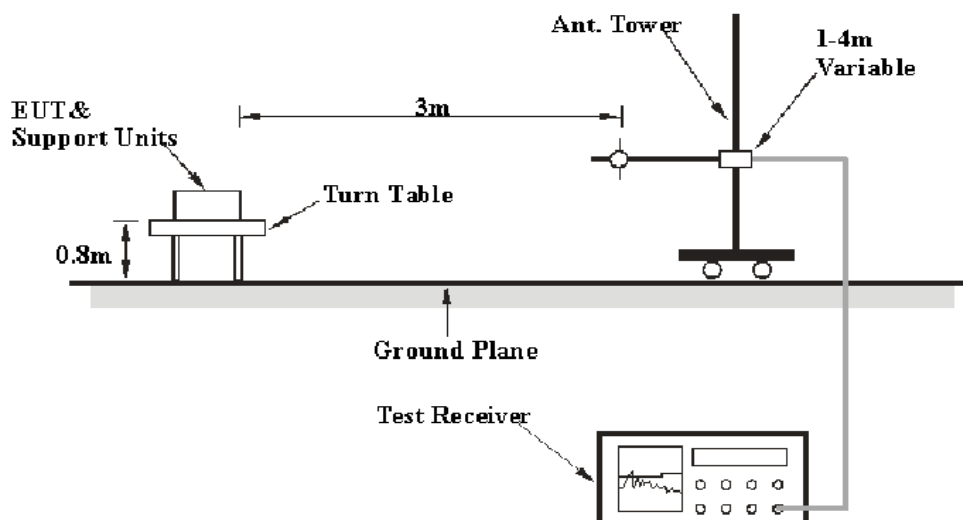 Ant. Tower
1-4m
Variable
3m
EUT&
Support Units
Turn Table
0.8m
Ground Plane
Test Receiver